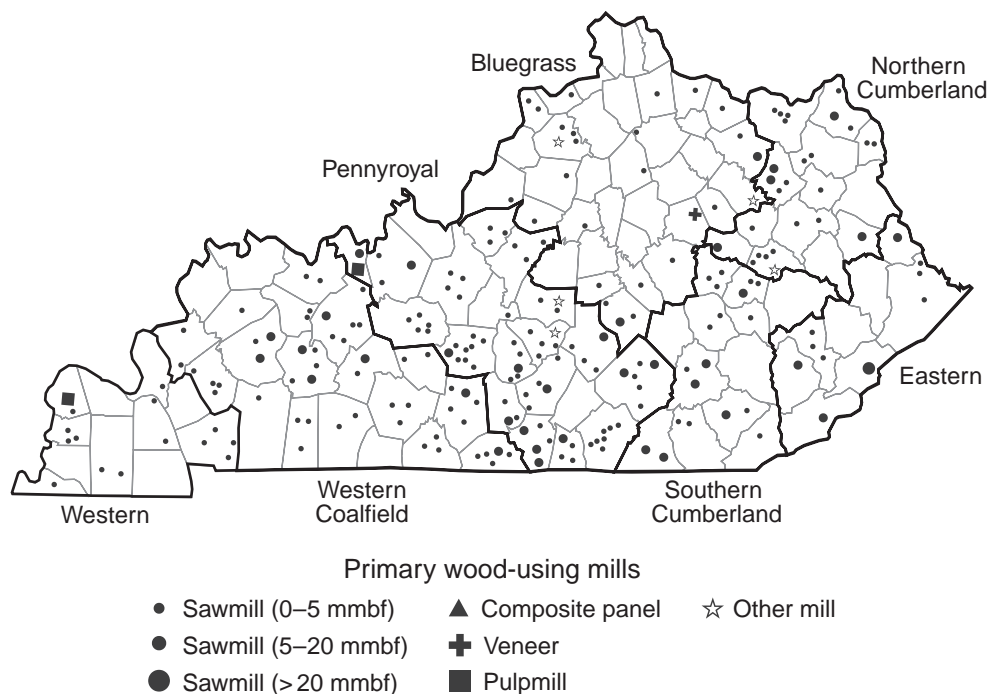 Bluegrass
Northern
Cumberland
Pennyroyal
Eastern
Western
Western
Coalfield
Southern
Cumberland
Primary wood-using mills
Sawmill (0–5 mmbf)
Composite panel
Other mill
Sawmill (5–20 mmbf)
Veneer
Sawmill (> 20 mmbf)
Pulpmill